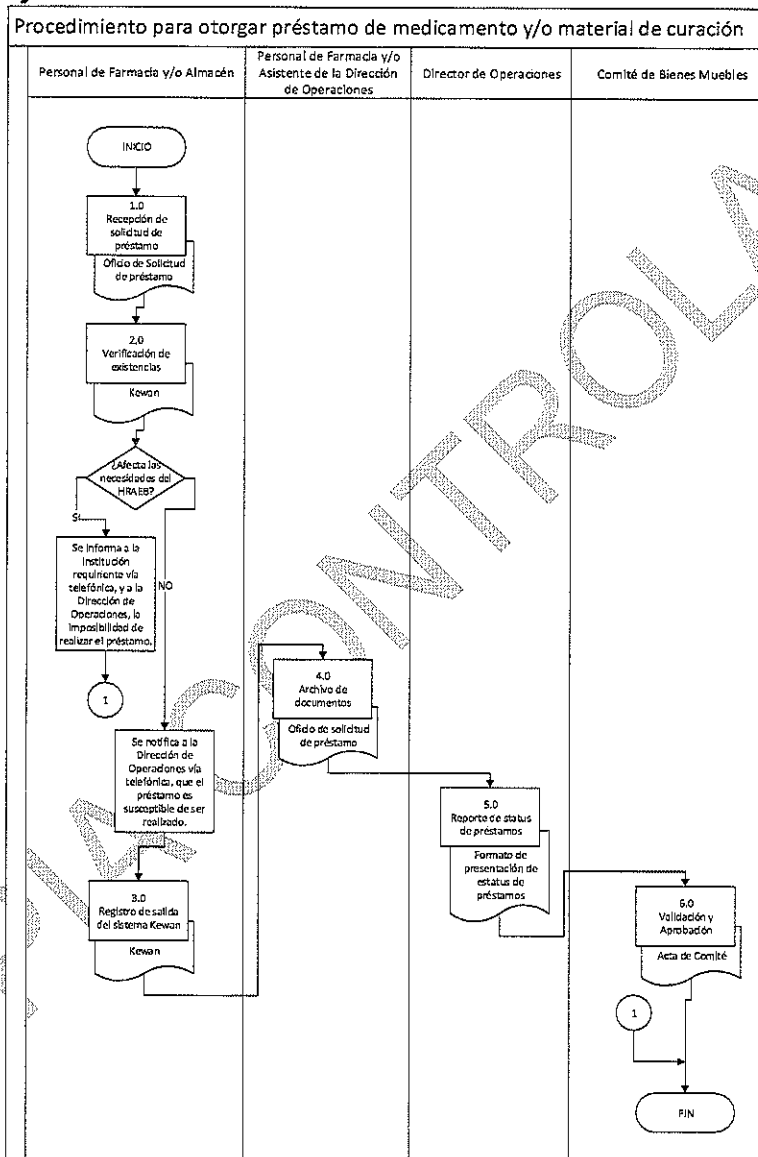 Procedimiento para otorgar préstamo de medicamento y/o material de curación
Personal de Farmacia y/o Almacén
Personal de Farmacia y/o
Asistente de la Dirección
de Operaciones
Director de Operaciones
Comité de Bienes Muebles
INICIO
1.0
Recepción de
solicitud de
préstamo
Oficio de Solicitud
de préstamo
2.0
Verificación de
existencias
Kewan
¿Afecta las
necesidades del
HRAEB?
SI
NO
Se informa a la
institución
requiriente vía
telefónica, y a la
Dirección de
Operaciones, la
imposibilidad de
realizar el préstamo.
1
Se notifica a la
Dirección de
Operaciones vía
telefónica, que el
préstamo es
susceptible de ser
realizado.
3.0
Registro de salida
del sistema Kewan
Kewan
4.0
Archivo de
documentos
Oficio de solicitud
de préstamo
5.0
Reporte de status
de préstamos
Formato de
presentación de
estatus de
préstamos
6.0
Validación y
Aprobación
Acta de Comité
1
FIN